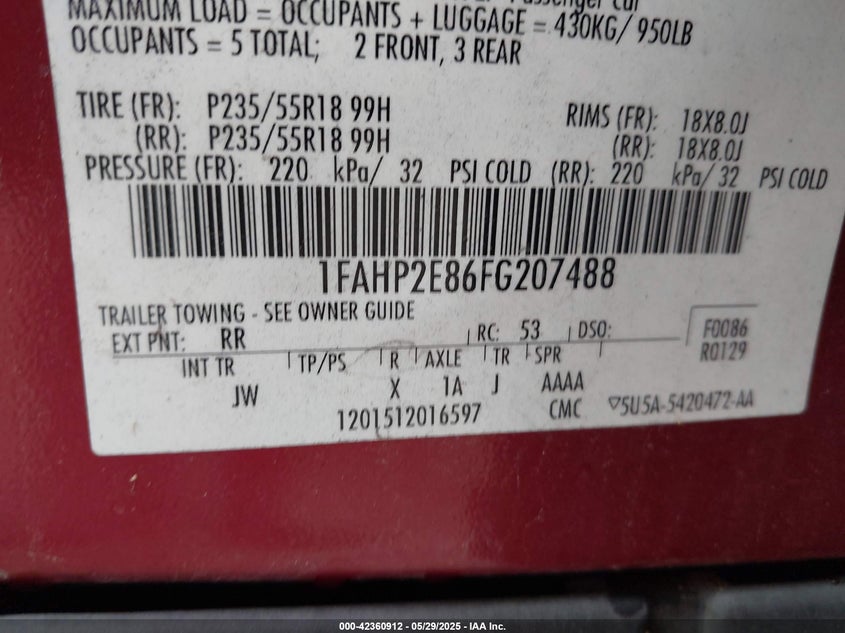 Passenger car
MAXIMUM LOAD = OCCUPANTS + LUGGAGE = 430KG/ 950LB
OCCUPANTS = 5 TOTAL; 2 FRONT, 3 REAR
TIRE (FR): P235/55R18 99H RIMS (FR): 18X8.0J
(RR): P235/55R18 99H (RR): 18X8.0J
PRESSURE (FR): 220 kPa/ 32 PSI COLD (RR): 220 kPa/ 32 PSI COLD
1FAHP2E86FG207488
TRAILER TOWING - SEE OWNER GUIDE
EXT PNT: RR RC: 53 DSO: F0086
R0129
INT TR TP/PS R AXLE TR SPR
JW X 1A J AAAA
1201512016597 CMC ▽5U5A-5420472-AA
000-42360912 / 05/29/2025 - IAA Inc.